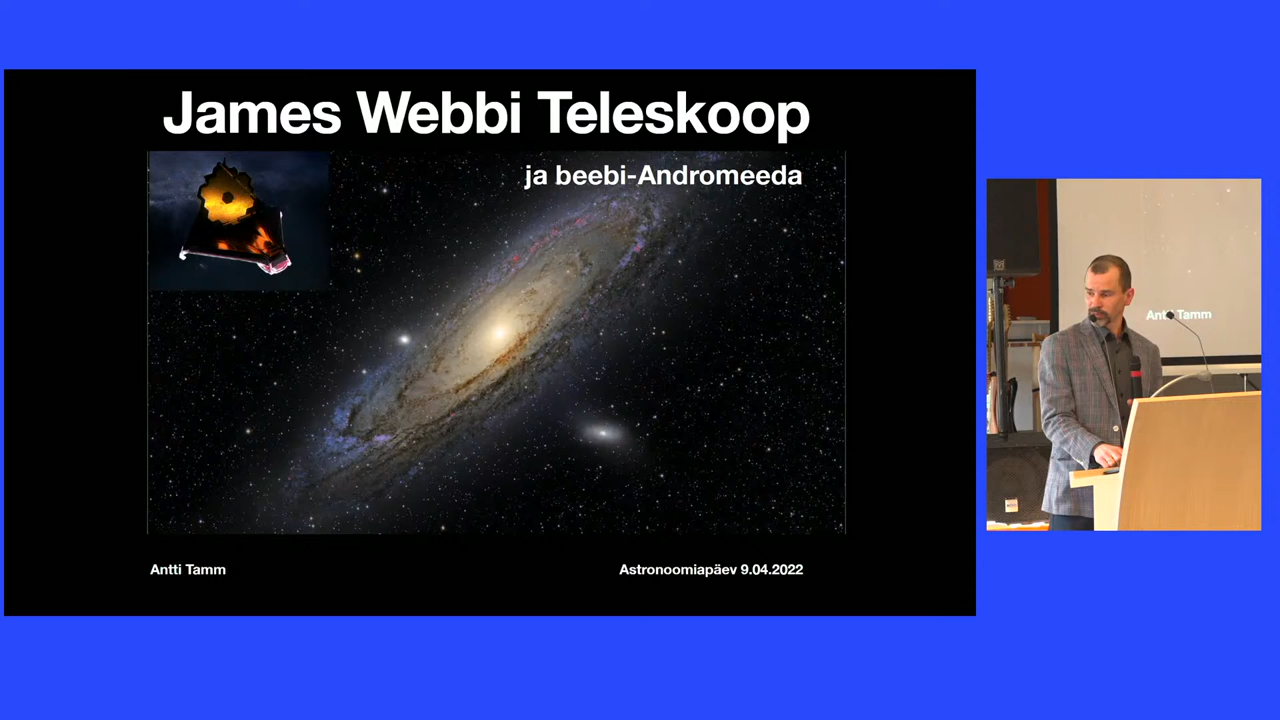 James Webbi Teleskoop
ja beebi-Andromeeda
Antti Tamm
Antti Tamm
Astronoomiapäev 9.04.2022